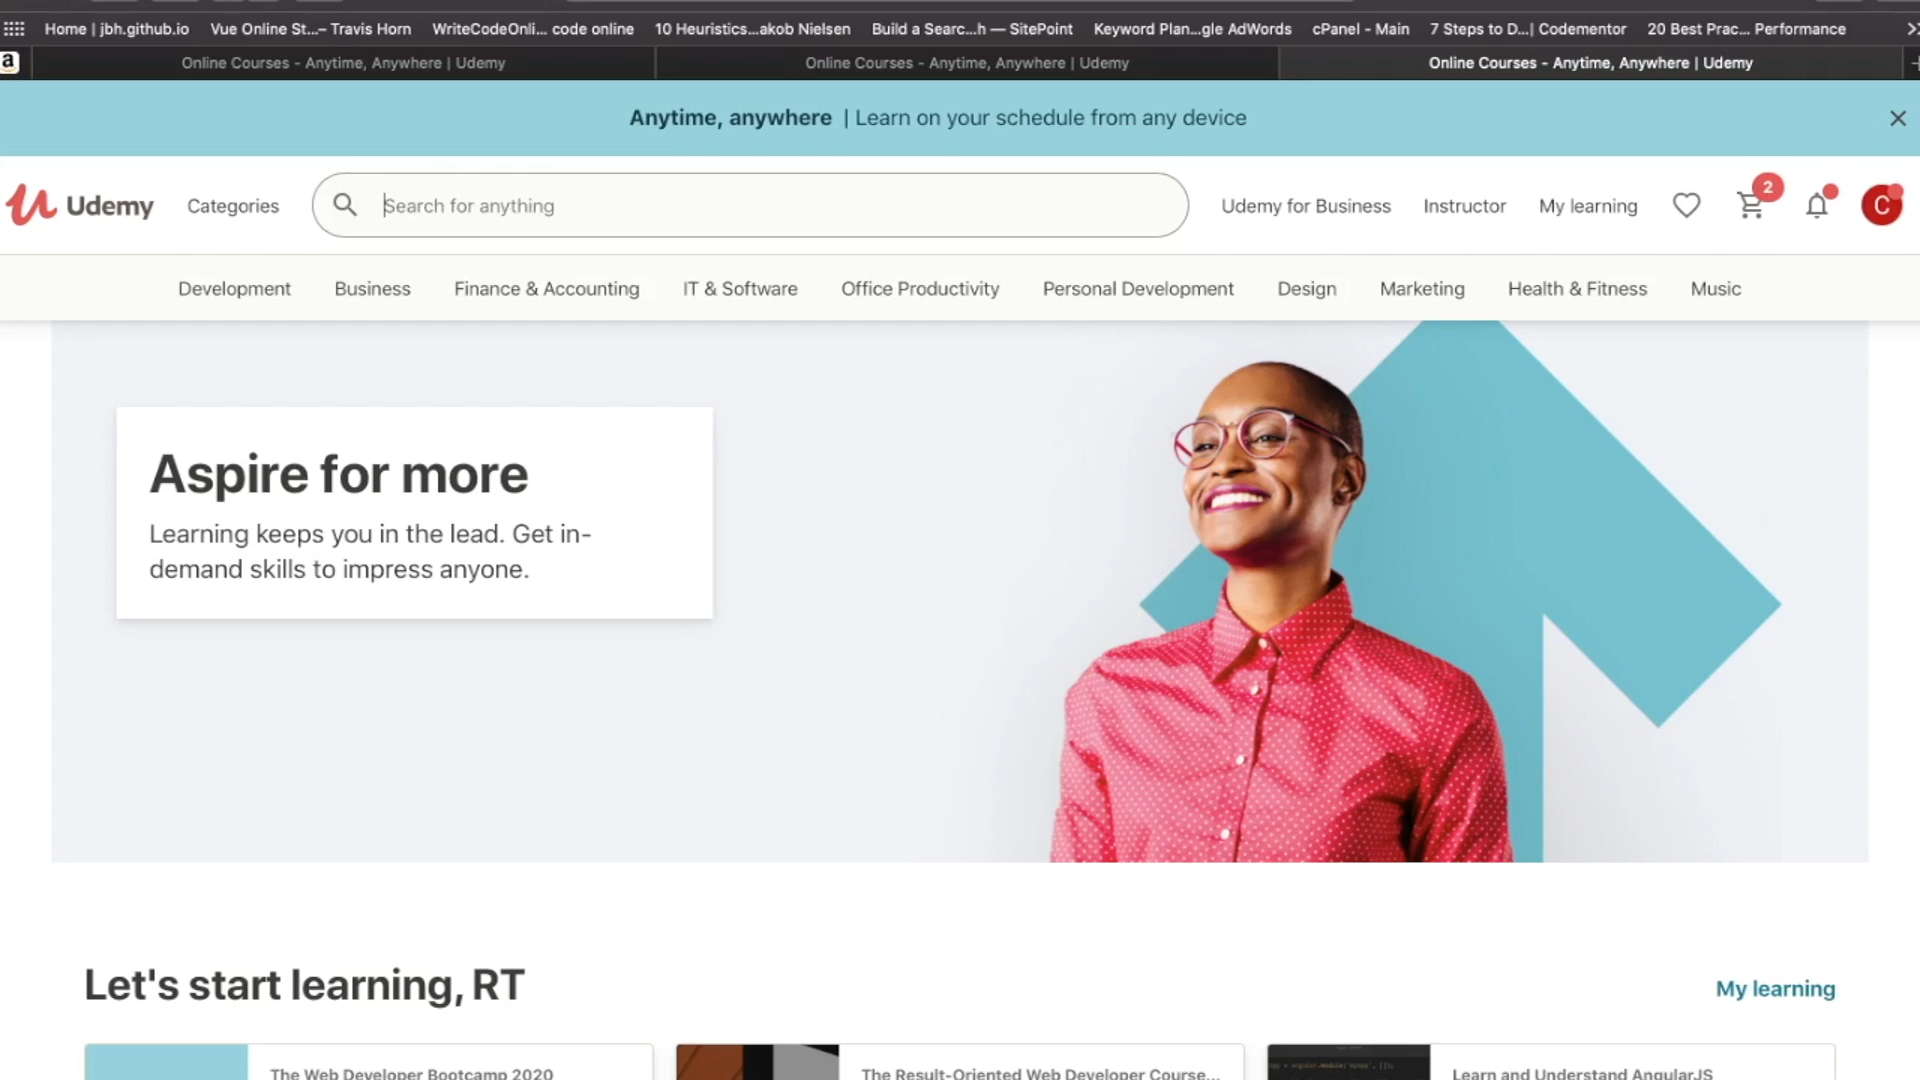 Home | jbh.github.io Vue Online St...– Travis Horn WriteCodeOnli... code online 10 Heuristics...akob Nielsen Build a Searc...h — SitePoint Keyword Plan...gle AdWords cPanel - Main 7 Steps to D...| Codementor 20 Best Prac... Performance
a Online Courses - Anytime, Anywhere | Udemy Online Courses - Anytime, Anywhere | Udemy Online Courses - Anytime, Anywhere | Udemy
Anytime, anywhere | Learn on your schedule from any device
Udemy Categories Search for anything Udemy for Business Instructor My learning 2 C
Development Business Finance & Accounting IT & Software Office Productivity Personal Development Design Marketing Health & Fitness Music
Aspire for more
Learning keeps you in the lead. Get in-
demand skills to impress anyone.
Let's start learning, RT
My learning
The Web Developer Bootcamp 2020 The Result-Oriented Web Developer Course... Learn and Understand AngularJS